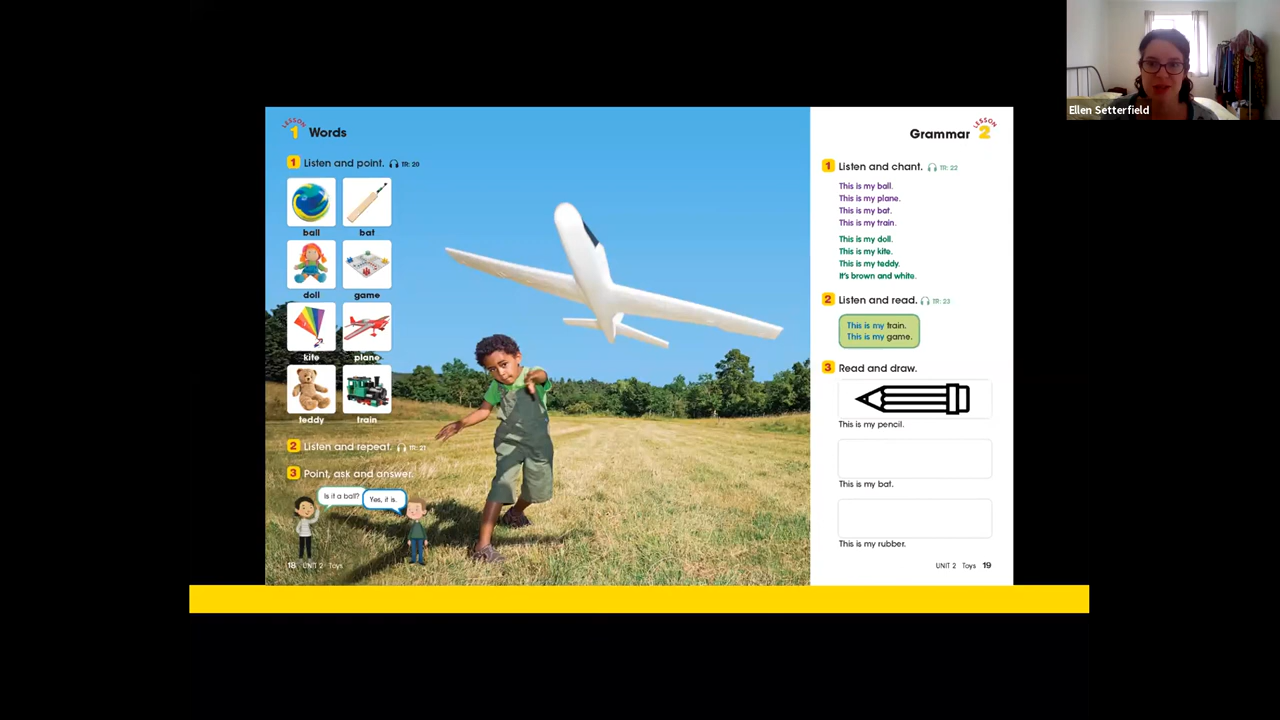 Ellen Setterfield
LESSON
1 Words
1 Listen and point. TR: 20
ball bat
doll game
kite plane
teddy train
2 Listen and repeat. TR: 21
3 Point, ask and answer.
Is it a ball? Yes, it is.
18 UNIT 2 Toys
LESSON
Grammar 2
1 Listen and chant. TR: 22
This is my ball.
This is my plane.
This is my bat.
This is my train.
This is my doll.
This is my kite.
This is my teddy.
It's brown and white.
2 Listen and read. TR: 23
This is my train.
This is my game.
3 Read and draw.
This is my pencil.
This is my bat.
This is my rubber.
UNIT 2 Toys 19